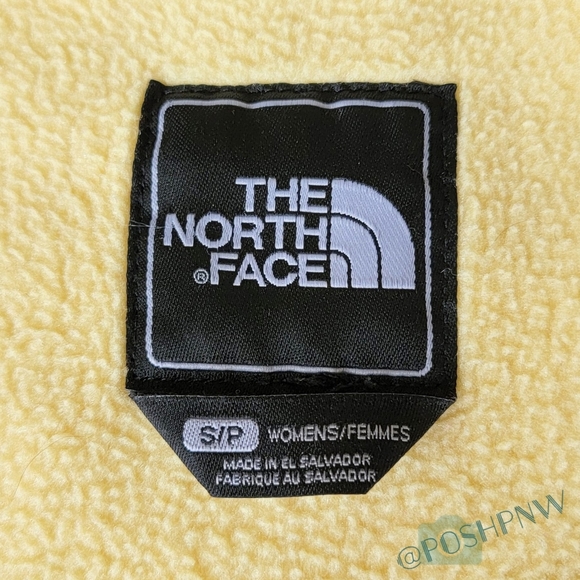 THE
NORTH
® FACE
S/P WOMENS/FEMMES
MADE IN EL SALVADOR
FABRIQUE AU SALVADOR
@POSHPNW